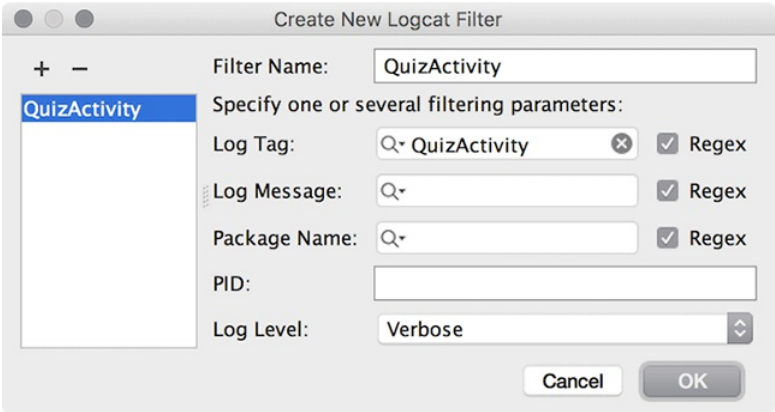 Create New Logcat Filter
+ −
Filter Name: QuizActivity
QuizActivity
Specify one or several filtering parameters:
Log Tag: QuizActivity Regex
Log Message: Regex
Package Name: Regex
PID:
Log Level: Verbose
Cancel OK